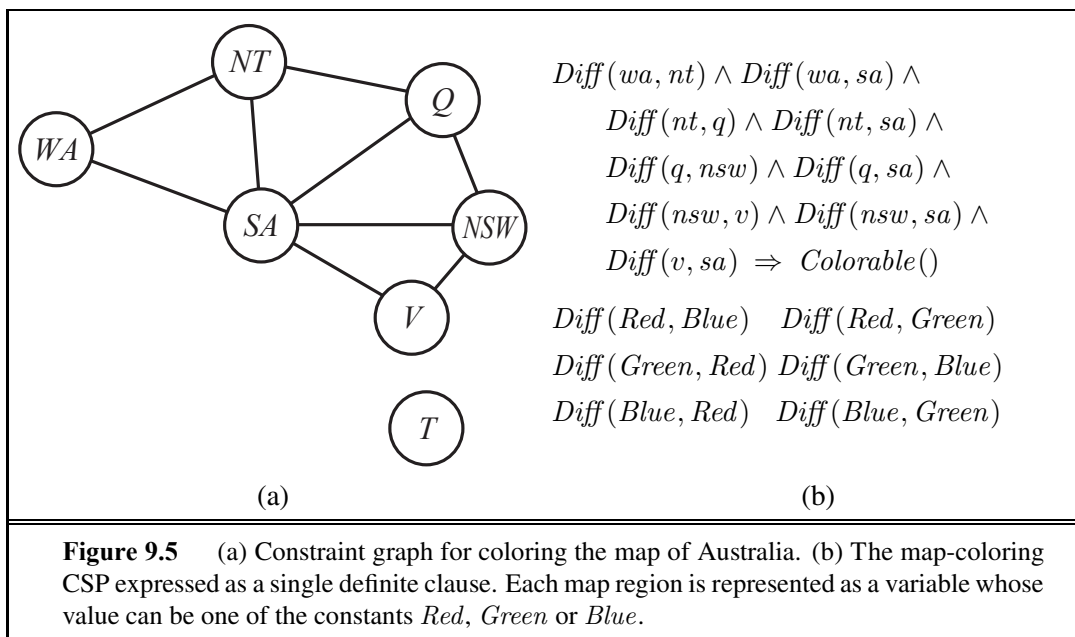 NT
Q
WA
SA
NSW
V
T
(a)
Diff(wa, nt) ∧ Diff(wa, sa) ∧
Diff(nt, q) ∧ Diff(nt, sa) ∧
Diff(q, nsw) ∧ Diff(q, sa) ∧
Diff(nsw, v) ∧ Diff(nsw, sa) ∧
Diff(v, sa) ⇒ Colorable()
Diff(Red, Blue) Diff(Red, Green)
Diff(Green, Red) Diff(Green, Blue)
Diff(Blue, Red) Diff(Blue, Green)
(b)
Figure 9.5 (a) Constraint graph for coloring the map of Australia. (b) The map-coloring
CSP expressed as a single definite clause. Each map region is represented as a variable whose
value can be one of the constants Red, Green or Blue.